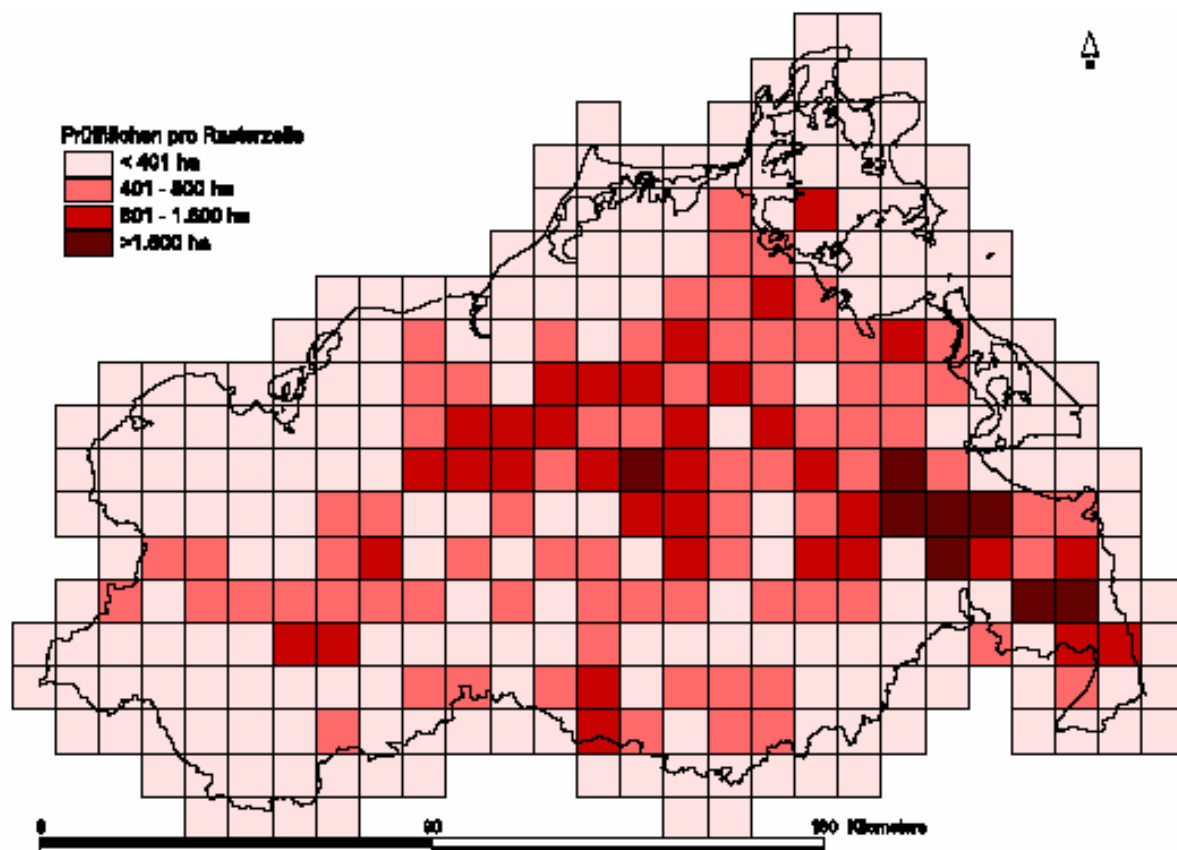 Prüfflächen pro Rasterzelle
< 401 ha
401 - 800 ha
801 - 1.600 ha
>1.600 ha
0 80 160 Kilometers